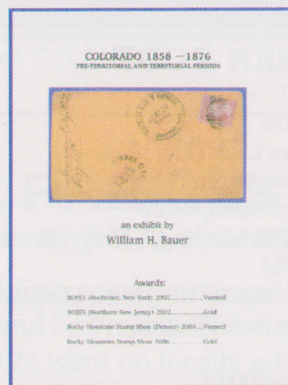 COLORADO 1858 — 1876
PRE-TERRITORIAL AND TERRITORIAL PERIODS
an exhibit by
William H. Bauer
Awards:
ROPEX (Rochester, New York) 2002..............Vermeil
NOJEX (Northern New Jersey) 2002..............Gold
Rocky Mountain Stamp Show (Denver) 2003....Vermeil
Rocky Mountain Stamp Show 2006..............Gold